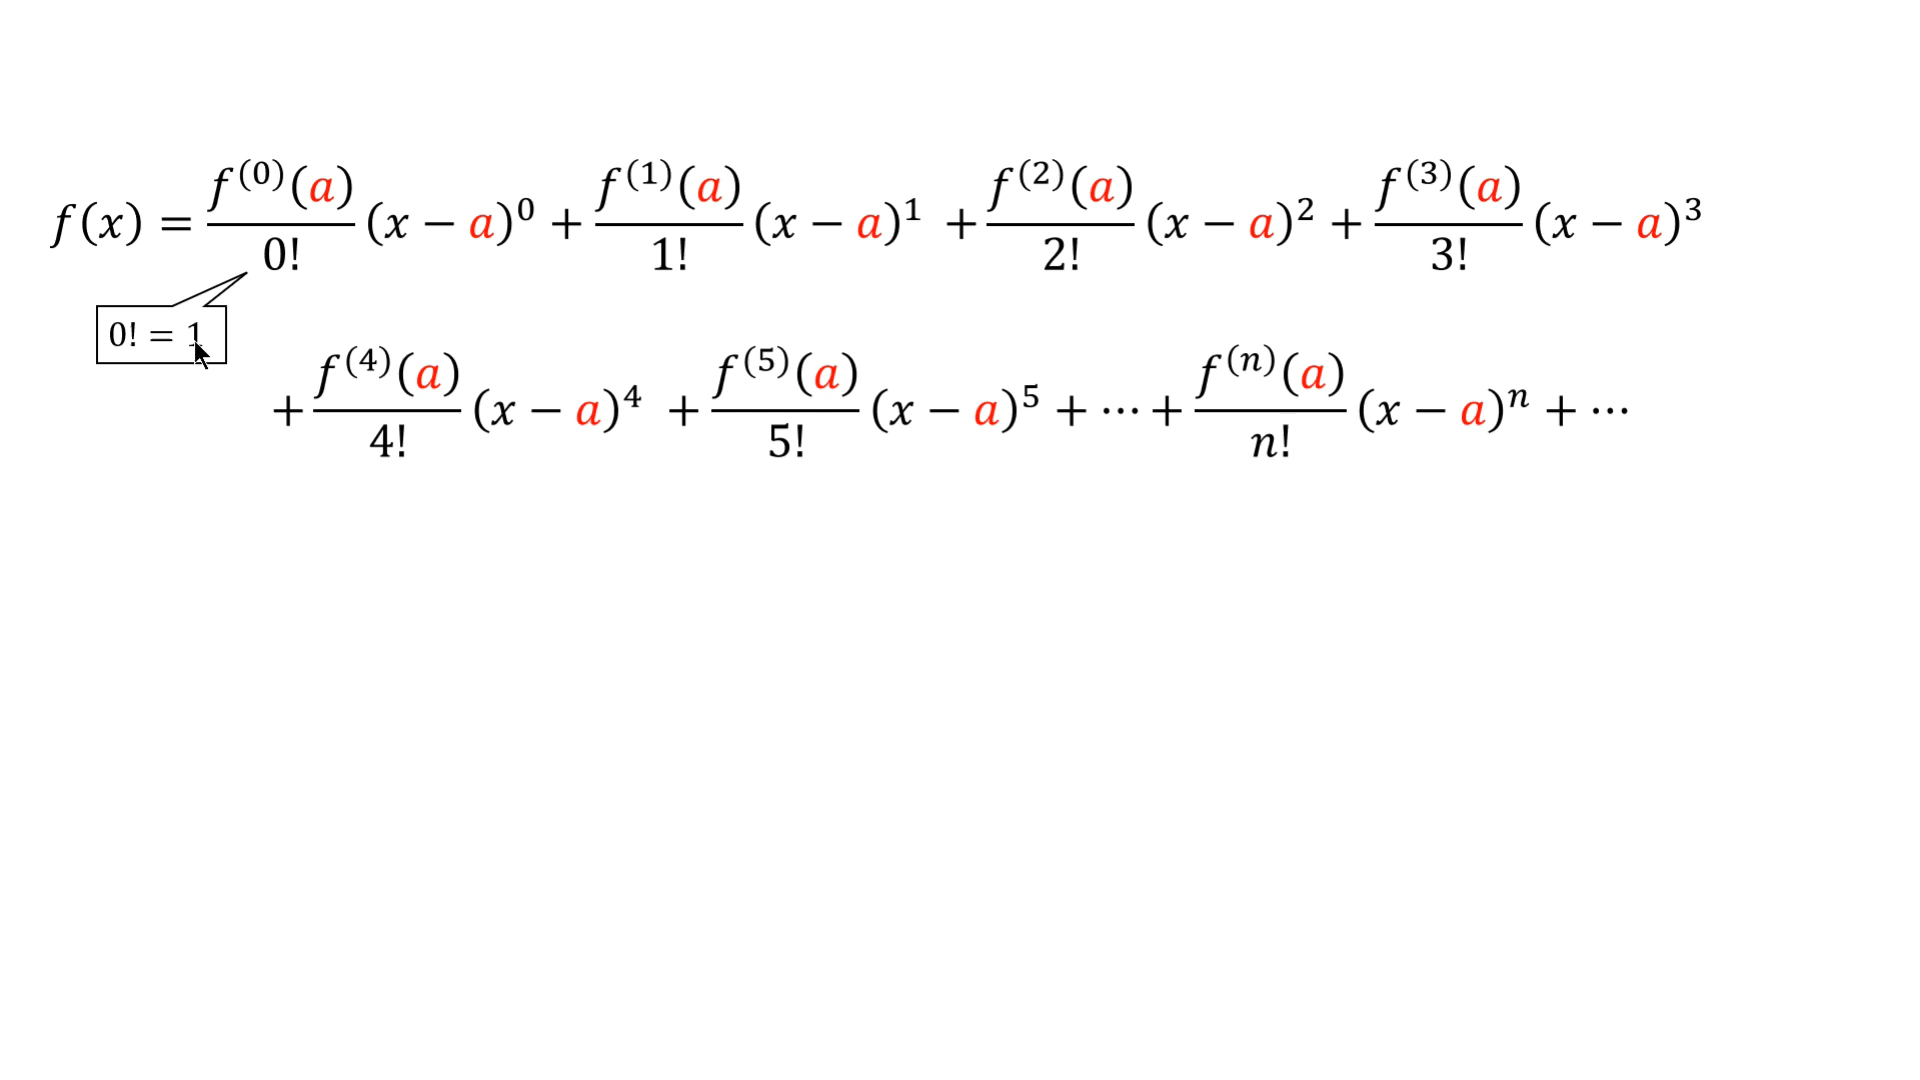 f(x) = f⁽⁰⁾(a)/0! (x − a)⁰ + f⁽¹⁾(a)/1! (x − a)¹ + f⁽²⁾(a)/2! (x − a)² + f⁽³⁾(a)/3! (x − a)³
0! = 1
+ f⁽⁴⁾(a)/4! (x − a)⁴ + f⁽⁵⁾(a)/5! (x − a)⁵ + ⋯ + f⁽ⁿ⁾(a)/n! (x − a)ⁿ + ⋯